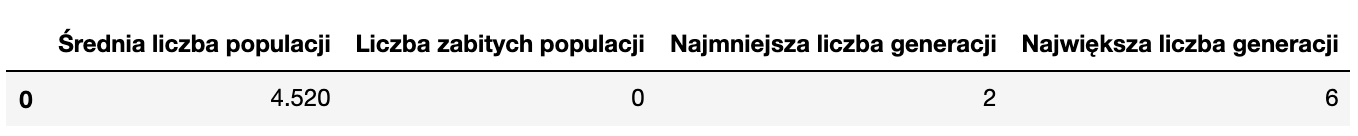 Średnia liczba populacji Liczba zabitych populacji Najmniejsza liczba generacji Największa liczba generacji
0 4.520 0 2 6